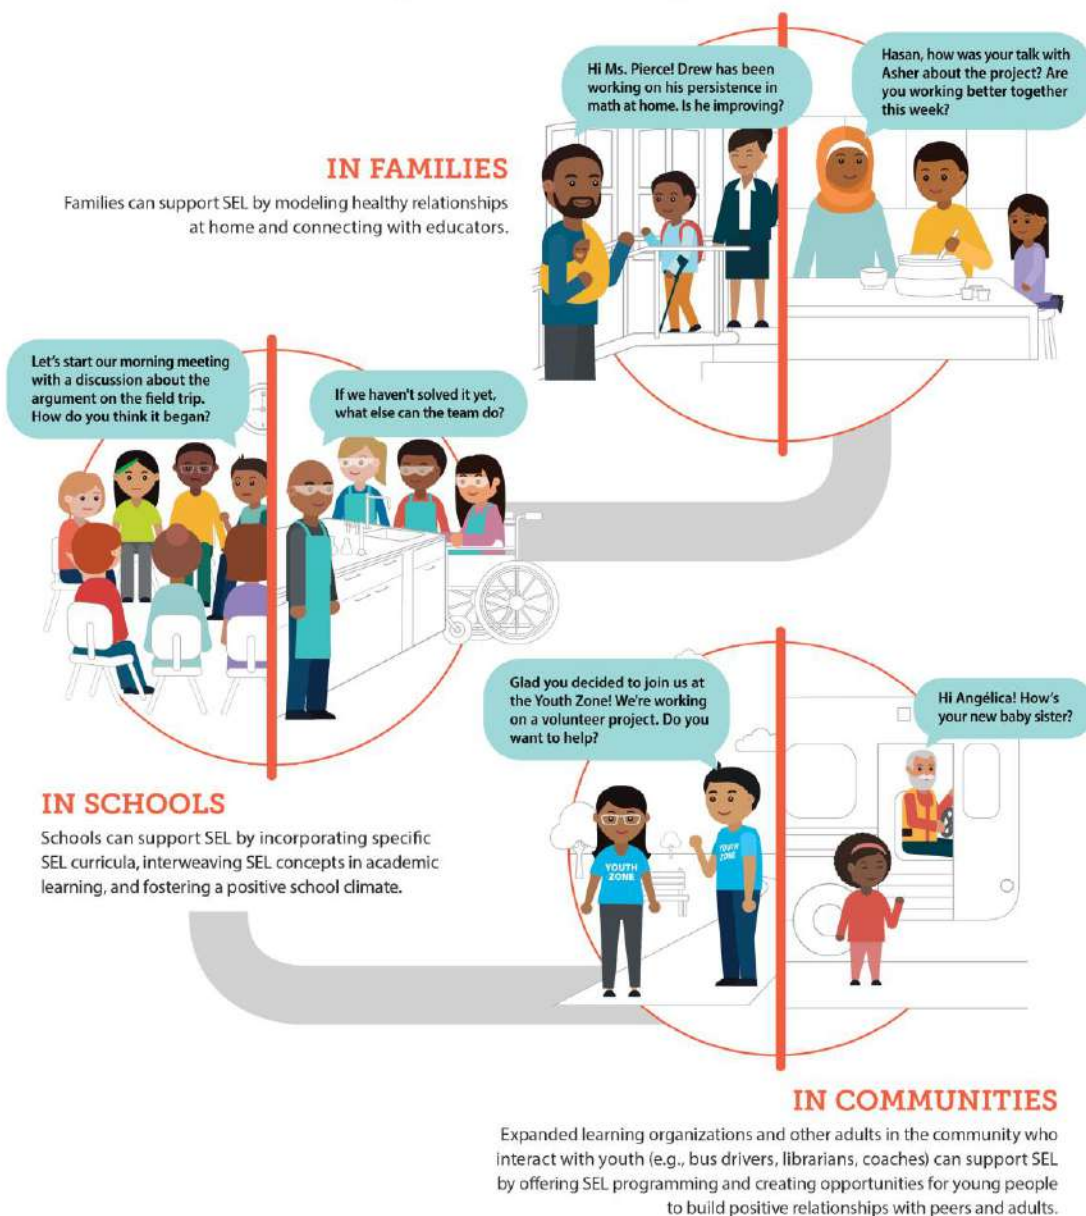 Hi Ms. Pierce! Drew has been
working on his persistence in
math at home. Is he improving?
Hasan, how was your talk with
Asher about the project? Are
you working better together
this week?
IN FAMILIES
Families can support SEL by modeling healthy relationships
at home and connecting with educators.
Let's start our morning meeting
with a discussion about the
argument on the field trip.
How do you think it began?
If we haven't solved it yet,
what else can the team do?
IN SCHOOLS
Schools can support SEL by incorporating specific
SEL curricula, interweaving SEL concepts in academic
learning, and fostering a positive school climate.
Glad you decided to join us at
the Youth Zone! We're working
on a volunteer project. Do you
want to help?
Hi Angélica! How's
your new baby sister?
YOUTH
ZONE
YOUTH
ZONE
IN COMMUNITIES
Expanded learning organizations and other adults in the community who
interact with youth (e.g., bus drivers, librarians, coaches) can support SEL
by offering SEL programming and creating opportunities for young people
to build positive relationships with peers and adults.